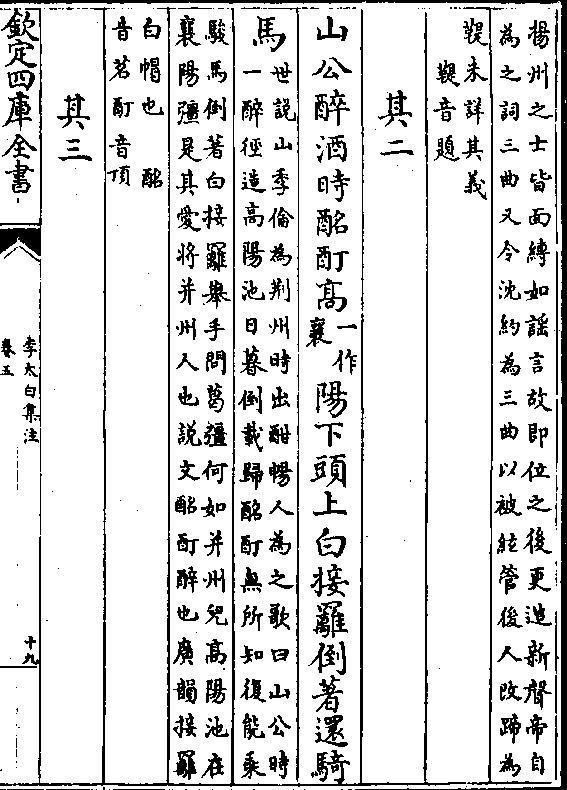 揚州之士皆面縛如謠言故即位之後更造新聲帝自
為之詞三曲又令沈約為三曲以被絃管後人改蹄為
鞮未詳其義
鞮音題
其二
山公醉酒時酩酊高一作襄陽下頭上白接䍦倒著還騎
馬
世說山季倫為荆州時出酣暢人為之歌曰山公時
一醉徑造高陽池日暮倒載歸酩酊無所知復能乘
駿馬倒著白接䍦舉手問葛彊何如并州兒高陽池在
襄陽彊是其愛將并州人也說文酩酊醉也廣韻接䍦
白帽也 酩
音茗酊音頂
其三
欽定四庫全書
李太白集注
卷五
十九